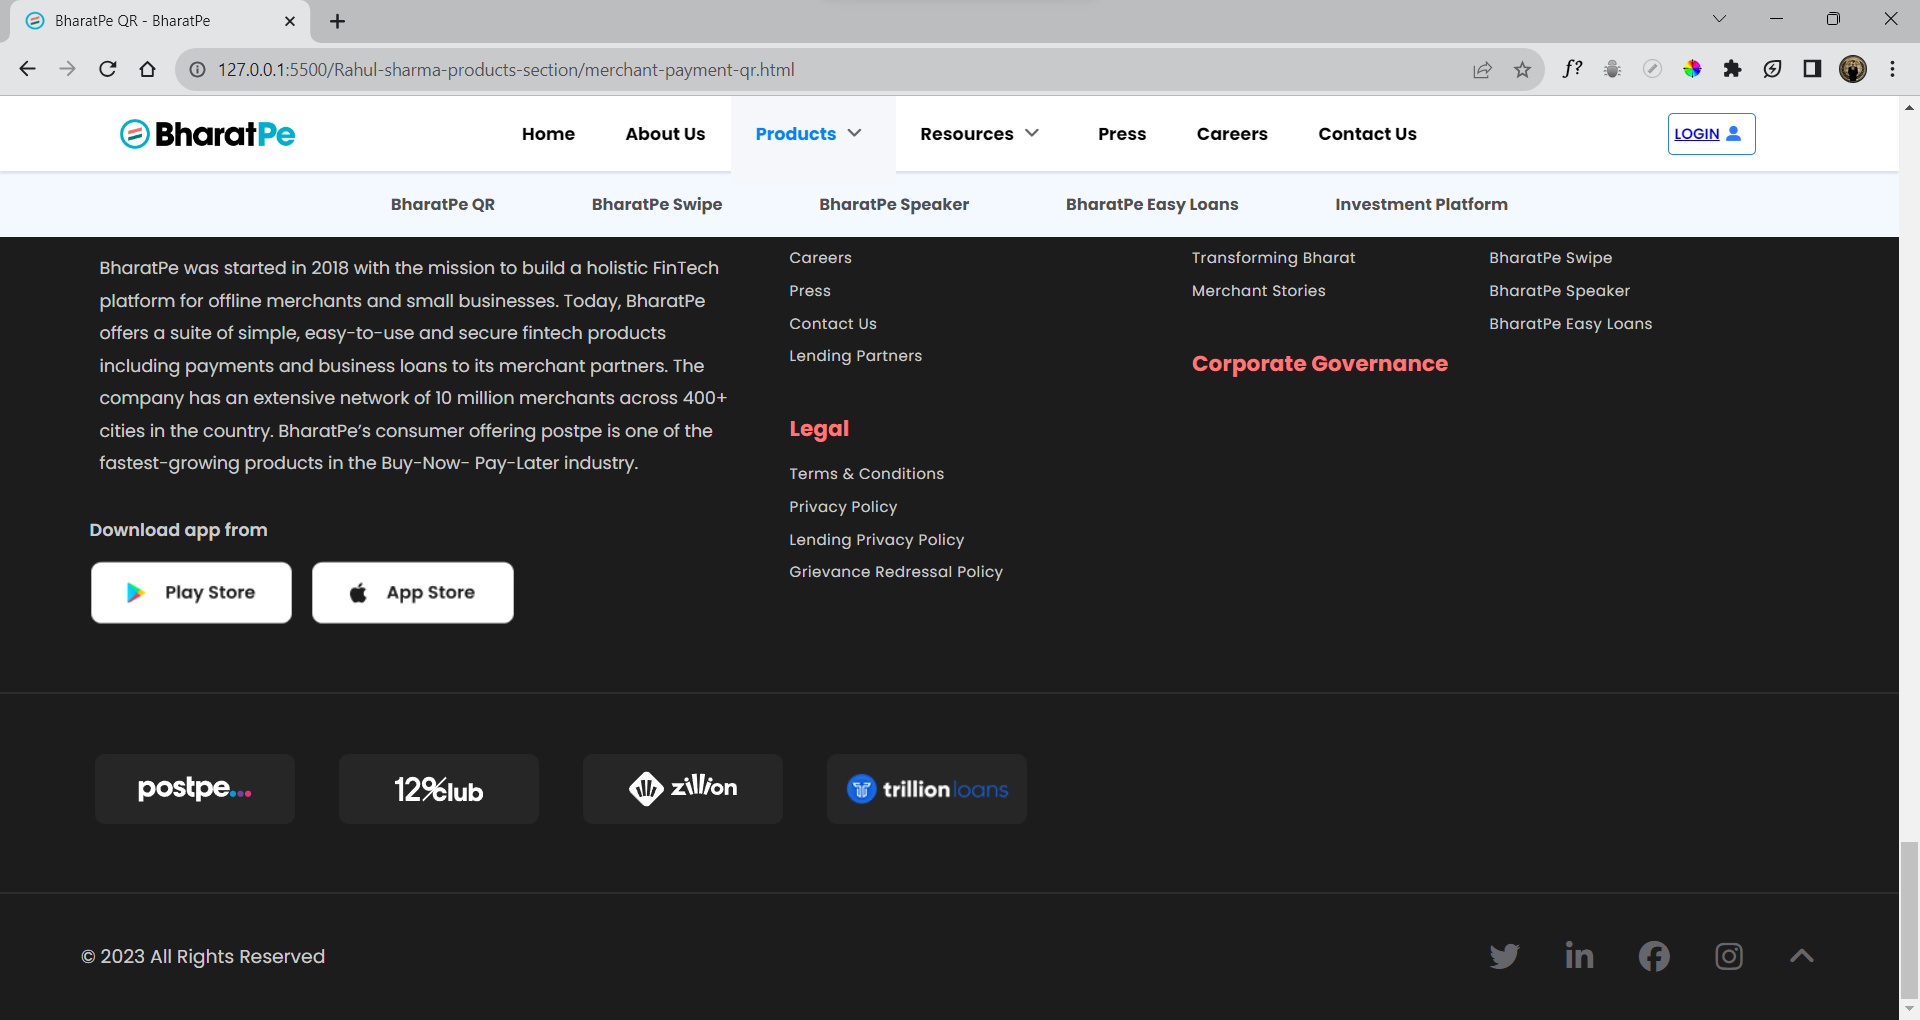 BharatPe QR - BharatPe
127.0.0.1:5500/Rahul-sharma-products-section/merchant-payment-qr.html
f?
BharatPe
Home
About Us
Products
Resources
Press
Careers
Contact Us
LOGIN
BharatPe QR
BharatPe Swipe
BharatPe Speaker
BharatPe Easy Loans
Investment Platform
BharatPe was started in 2018 with the mission to build a holistic FinTech
platform for offline merchants and small businesses. Today, BharatPe
offers a suite of simple, easy-to-use and secure fintech products
including payments and business loans to its merchant partners. The
company has an extensive network of 10 million merchants across 400+
cities in the country. BharatPe's consumer offering postpe is one of the
fastest-growing products in the Buy-Now- Pay-Later industry.
Download app from
Play Store
App Store
Careers
Press
Contact Us
Lending Partners
Legal
Terms & Conditions
Privacy Policy
Lending Privacy Policy
Grievance Redressal Policy
Transforming Bharat
Merchant Stories
Corporate Governance
BharatPe Swipe
BharatPe Speaker
BharatPe Easy Loans
postpe...
12%club
zillion
trillionloans
© 2023 All Rights Reserved